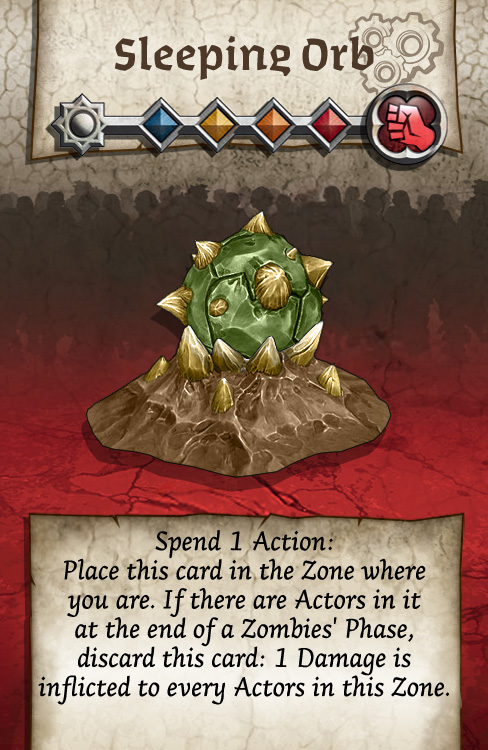 Sleeping Orb
Spend 1 Action:
Place this card in the Zone where
you are. If there are Actors in it
at the end of a Zombies' Phase,
discard this card: 1 Damage is
inflicted to every Actors in this Zone.